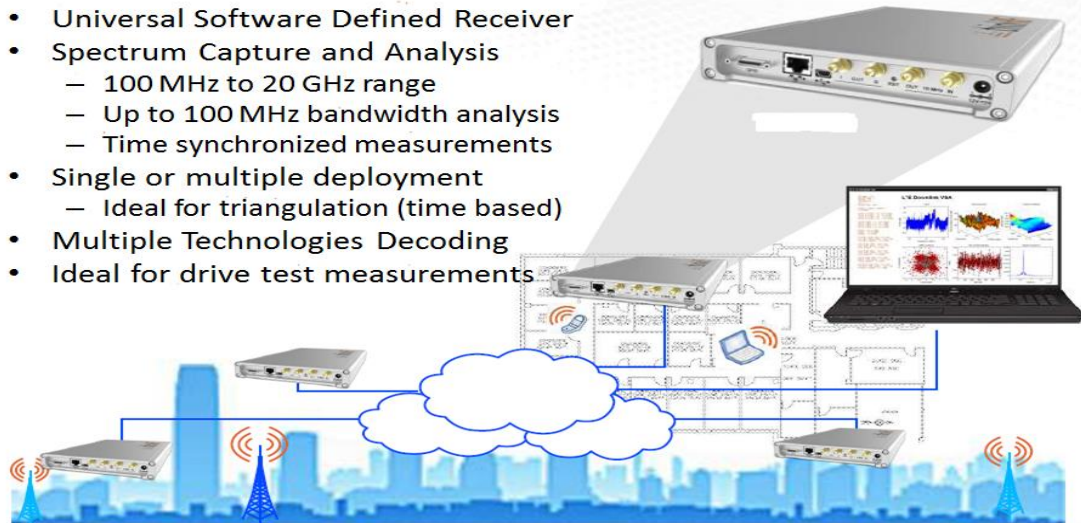 • Universal Software Defined Receiver
• Spectrum Capture and Analysis
– 100 MHz to 20 GHz range
– Up to 100 MHz bandwidth analysis
– Time synchronized measurements
• Single or multiple deployment
– Ideal for triangulation (time based)
• Multiple Technologies Decoding
• Ideal for drive test measurements
LTE Downlink VSA